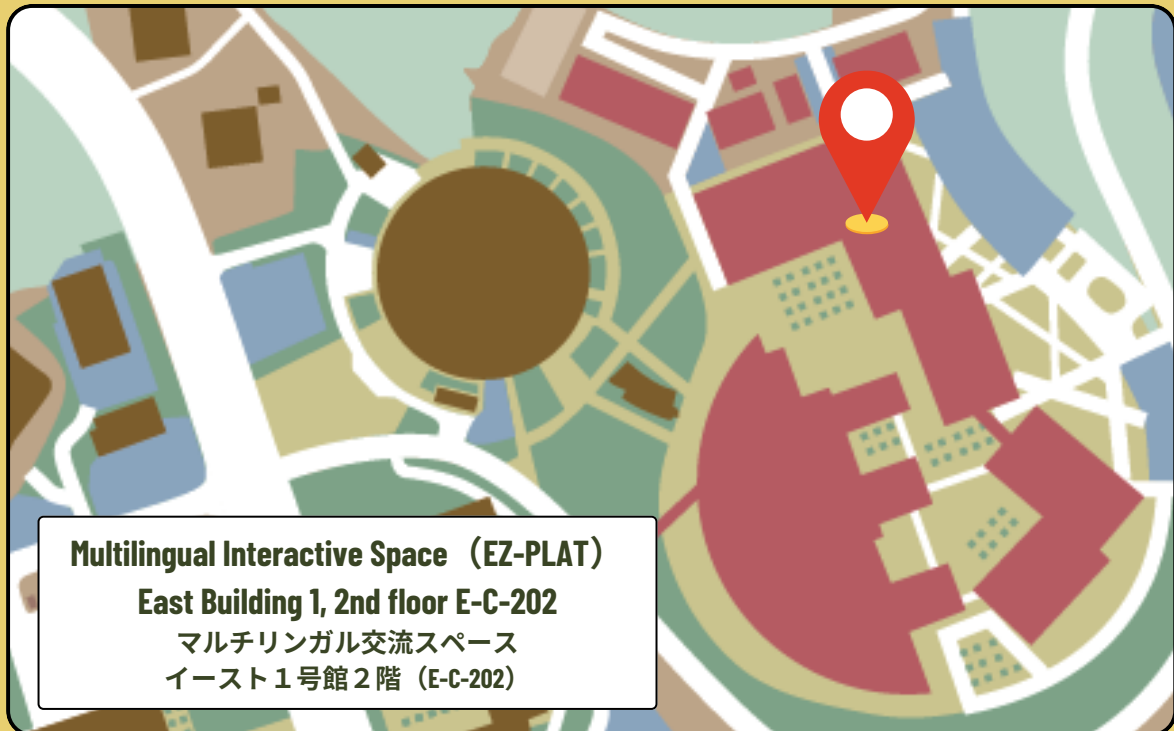 Multilingual Interactive Space （EZ-PLAT）
East Building 1, 2nd floor E-C-202
マルチリンガル交流スペース
イースト１号館２階（E-C-202）